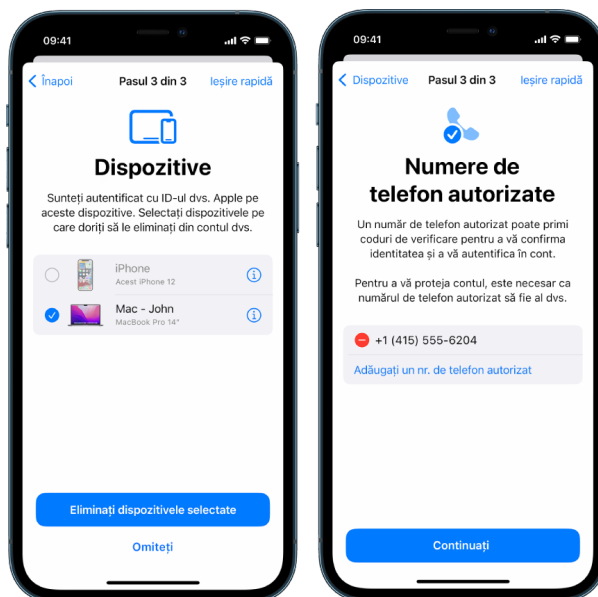 09:41
Înapoi
Pasul 3 din 3
Ieșire rapidă
Dispozitive
Sunteți autentificat cu ID-ul dvs. Apple pe
aceste dispozitive. Selectați dispozitivele pe
care doriți să le eliminați din contul dvs.
iPhone
Acest iPhone 12
Mac - John
MacBook Pro 14"
Eliminați dispozitivele selectate
Omiteți
09:41
Dispozitive
Pasul 3 din 3
Ieșire rapidă
Numere de
telefon autorizate
Un număr de telefon autorizat poate primi
coduri de verificare pentru a vă confirma
identitatea și a vă autentifica în cont.
Pentru a vă proteja contul, este necesar ca
numărul de telefon autorizat să fie al dvs.
+1 (415) 555-6204
Adăugați un nr. de telefon autorizat
Continuați